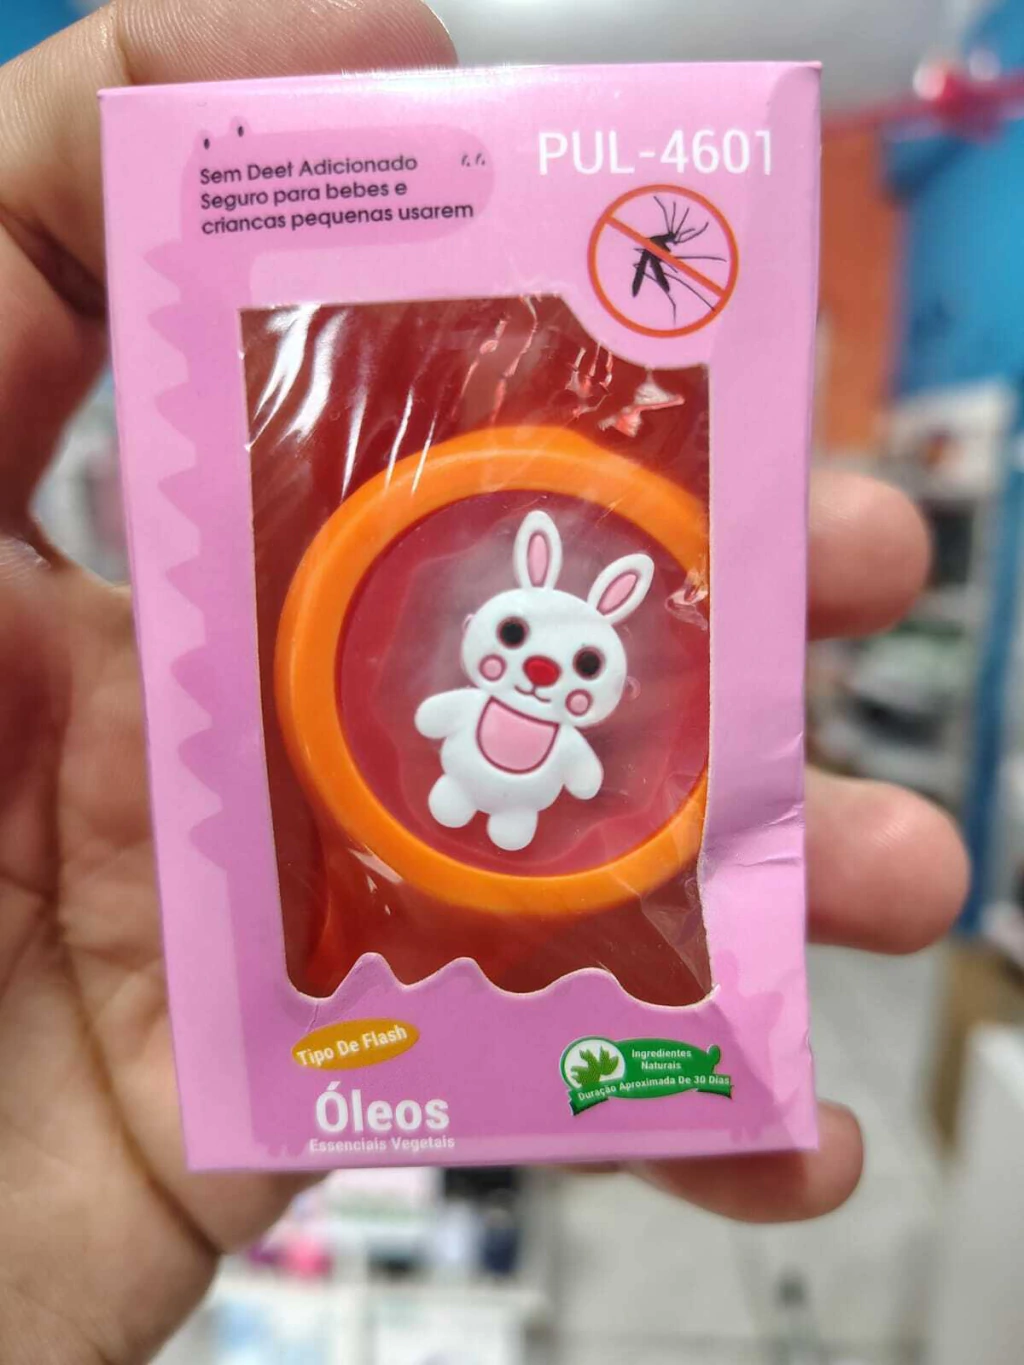 PUL-4601
Sem Deet Adicionado
Seguro para bebes e
criancas pequenas usarem
Tipo De Flash
Óleos
Essenciais Vegetais
Ingredientes
Naturais
Duração Aproximada De 30 Dias